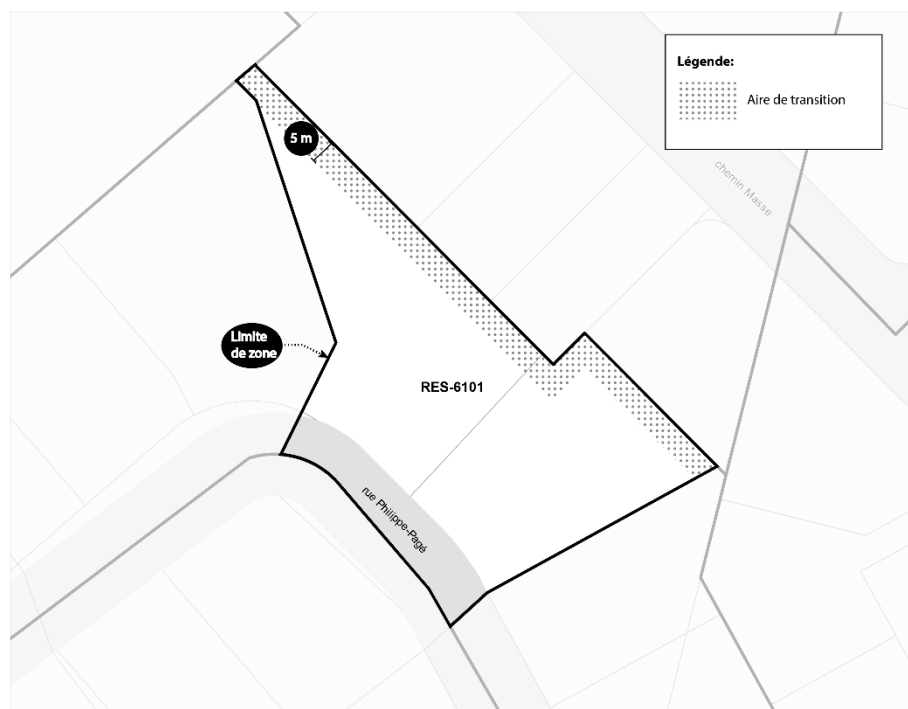 Légende:
Aire de transition
5 m
chemin Masse
Limite
de zone
RES-6101
rue Philippe-Pagé